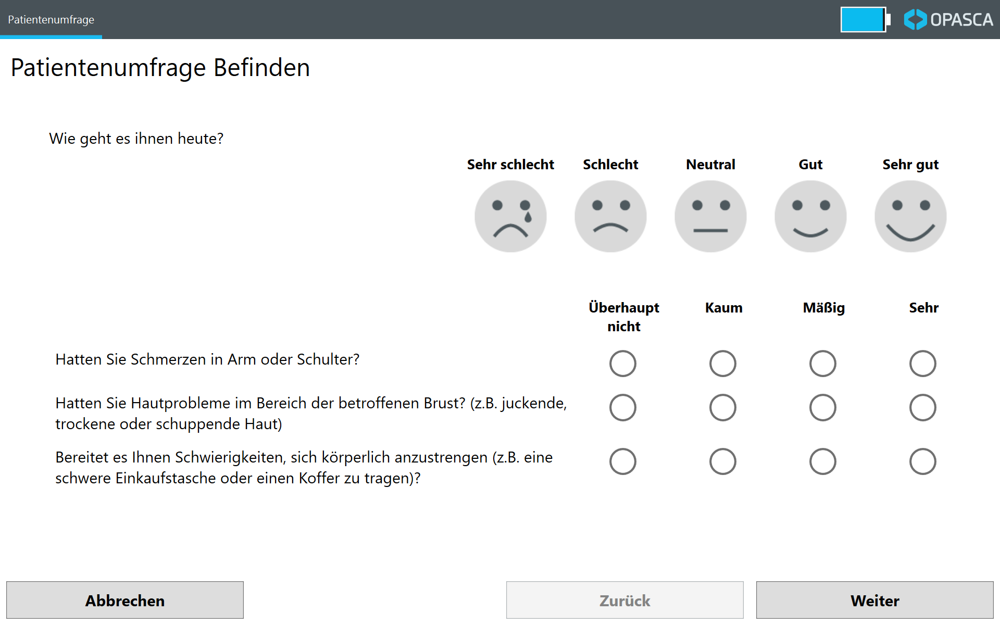 Patientenumfrage
OPASCA
Patientenumfrage Befinden
Wie geht es ihnen heute?
Sehr schlecht Schlecht Neutral Gut Sehr gut
Überhaupt Kaum Mäßig Sehr
nicht
Hatten Sie Schmerzen in Arm oder Schulter?
Hatten Sie Hautprobleme im Bereich der betroffenen Brust? (z.B. juckende,
trockene oder schuppende Haut)
Bereitet es Ihnen Schwierigkeiten, sich körperlich anzustrengen (z.B. eine
schwere Einkaufstasche oder einen Koffer zu tragen)?
Abbrechen Zurück Weiter